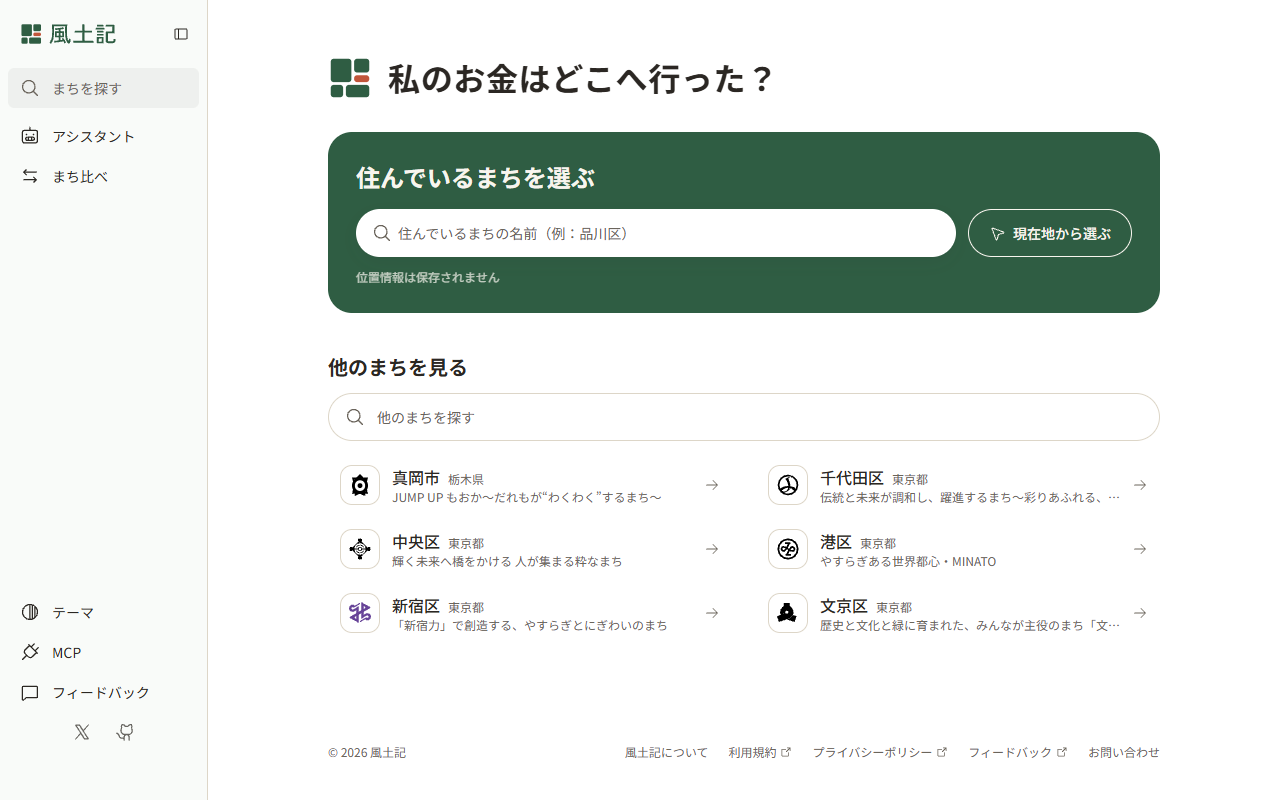 風土記
まちを探す
アシスタント
まち比べ
テーマ
MCP
フィードバック
私のお金はどこへ行った？
住んでいるまちを選ぶ
住んでいるまちの名前（例：品川区）
現在地から選ぶ
位置情報は保存されません
他のまちを見る
他のまちを探す
真岡市 栃木県
JUMP UP もおか〜だれもが“わくわく”するまち〜
千代田区 東京都
伝統と未来が調和し、躍進するまち〜彩りあふれる、…
中央区 東京都
輝く未来へ橋をかける 人が集まる粋なまち
港区 東京都
やすらぎある世界都心・MINATO
新宿区 東京都
「新宿力」で創造する、やすらぎとにぎわいのまち
文京区 東京都
歴史と文化と緑に育まれた、みんなが主役のまち「文…
© 2026 風土記
風土記について 利用規約 プライバシーポリシー フィードバック お問い合わせ